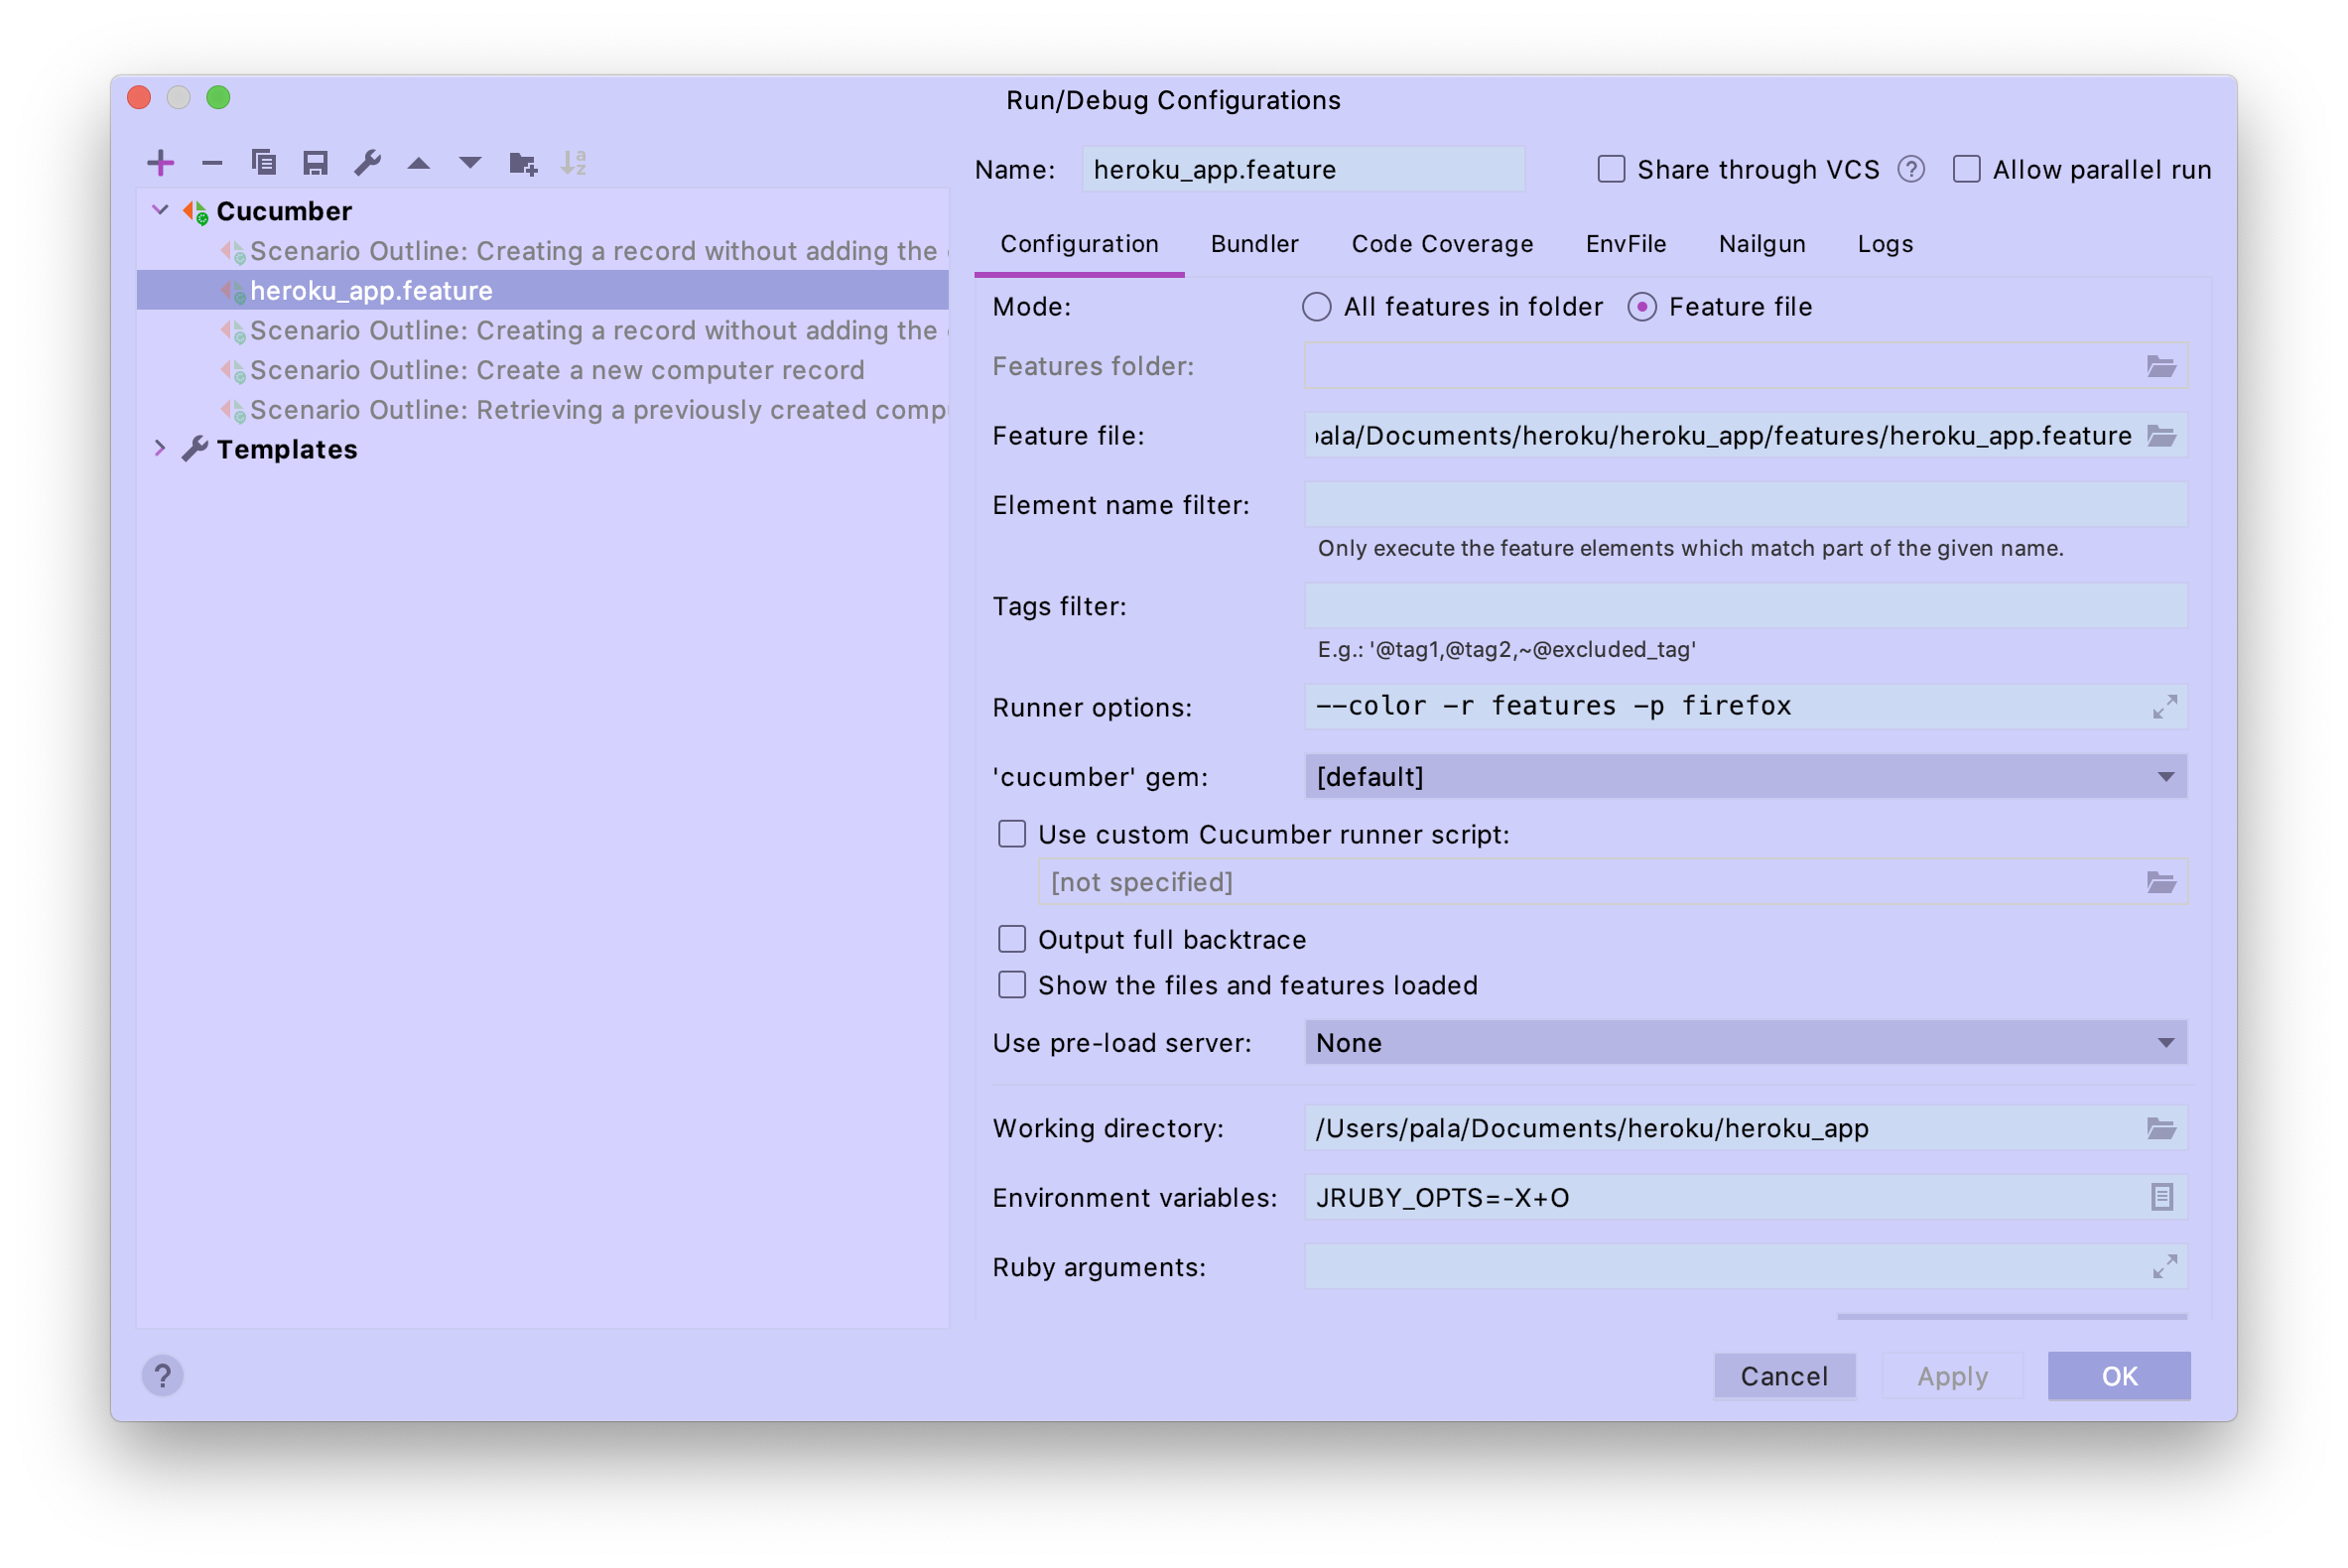 Run/Debug Configurations
Name: heroku_app.feature Share through VCS ? Allow parallel run
Cucumber
Scenario Outline: Creating a record without adding the
heroku_app.feature
Scenario Outline: Creating a record without adding the
Scenario Outline: Create a new computer record
Scenario Outline: Retrieving a previously created comp
Templates
Configuration Bundler Code Coverage EnvFile Nailgun Logs
Mode: All features in folder Feature file
Features folder:
Feature file: pala/Documents/heroku/heroku_app/features/heroku_app.feature
Element name filter:
Only execute the feature elements which match part of the given name.
Tags filter:
E.g.: '@tag1,@tag2,~@excluded_tag'
Runner options: --color -r features -p firefox
'cucumber' gem: [default]
Use custom Cucumber runner script:
[not specified]
Output full backtrace
Show the files and features loaded
Use pre-load server: None
Working directory: /Users/pala/Documents/heroku/heroku_app
Environment variables: JRUBY_OPTS=-X+O
Ruby arguments:
? Cancel Apply OK